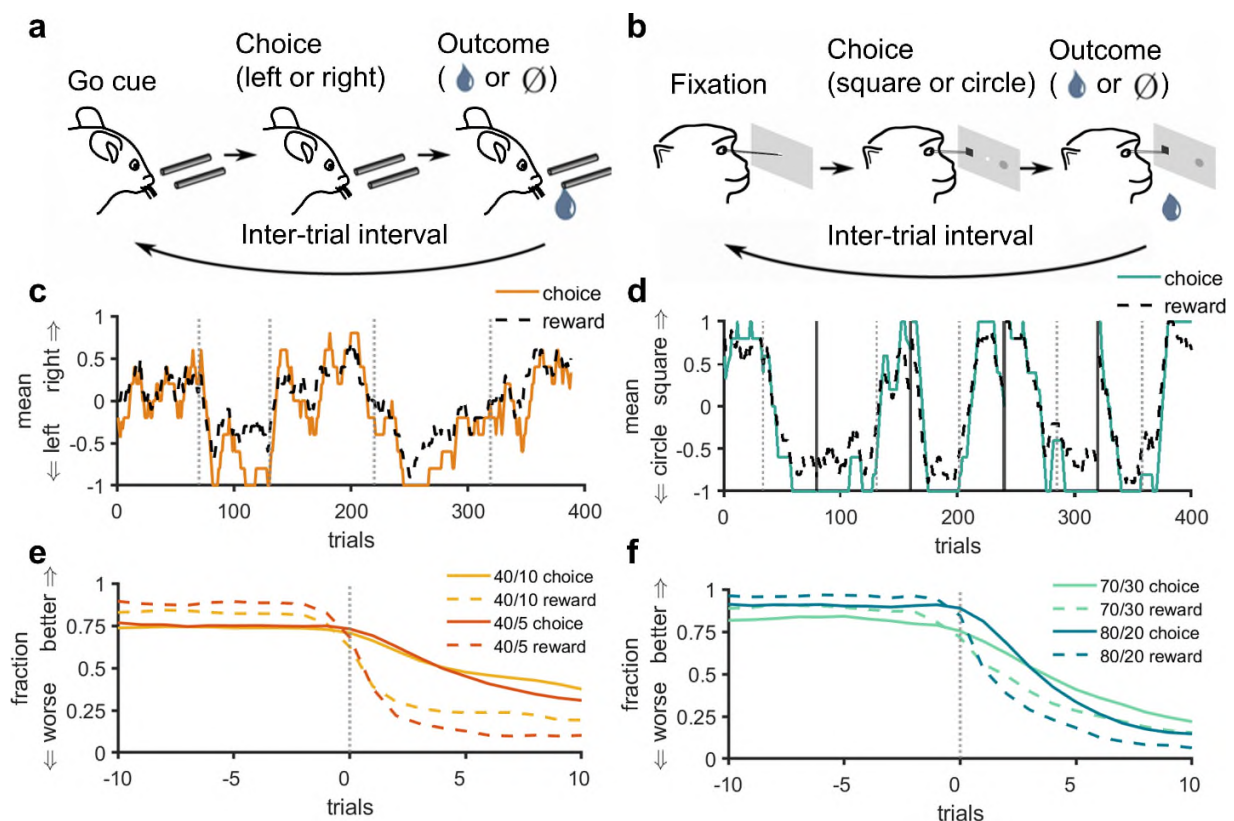 a
Go cue
Choice
(left or right)
Outcome
( or Ø)
Inter-trial interval
b
Fixation
Choice
(square or circle)
Outcome
( or Ø)
Inter-trial interval
c
choice
reward
mean
⇐ left right ⇒
1
0.5
0
-0.5
-1
0 100 200 300 400
trials
d
choice
reward
mean
⇐ circle square ⇒
1
0.5
0
-0.5
-1
0 100 200 300 400
trials
e
40/10 choice
40/10 reward
40/5 choice
40/5 reward
fraction
⇐ worse better ⇒
1
0.75
0.5
0.25
0
-10 -5 0 5 10
trials
f
70/30 choice
70/30 reward
80/20 choice
80/20 reward
fraction
⇐ worse better ⇒
1
0.75
0.5
0.25
0
-10 -5 0 5 10
trials